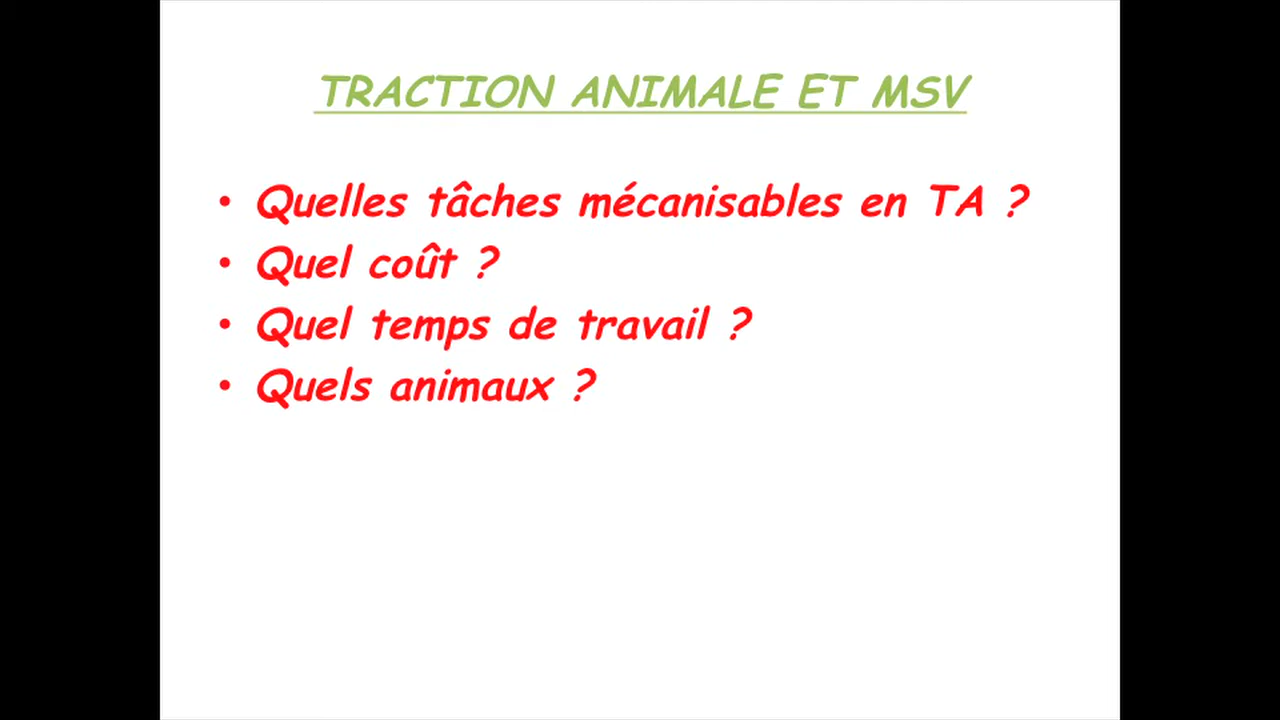 TRACTION ANIMALE ET MSV
• Quelles tâches mécanisables en TA ?
• Quel coût ?
• Quel temps de travail ?
• Quels animaux ?